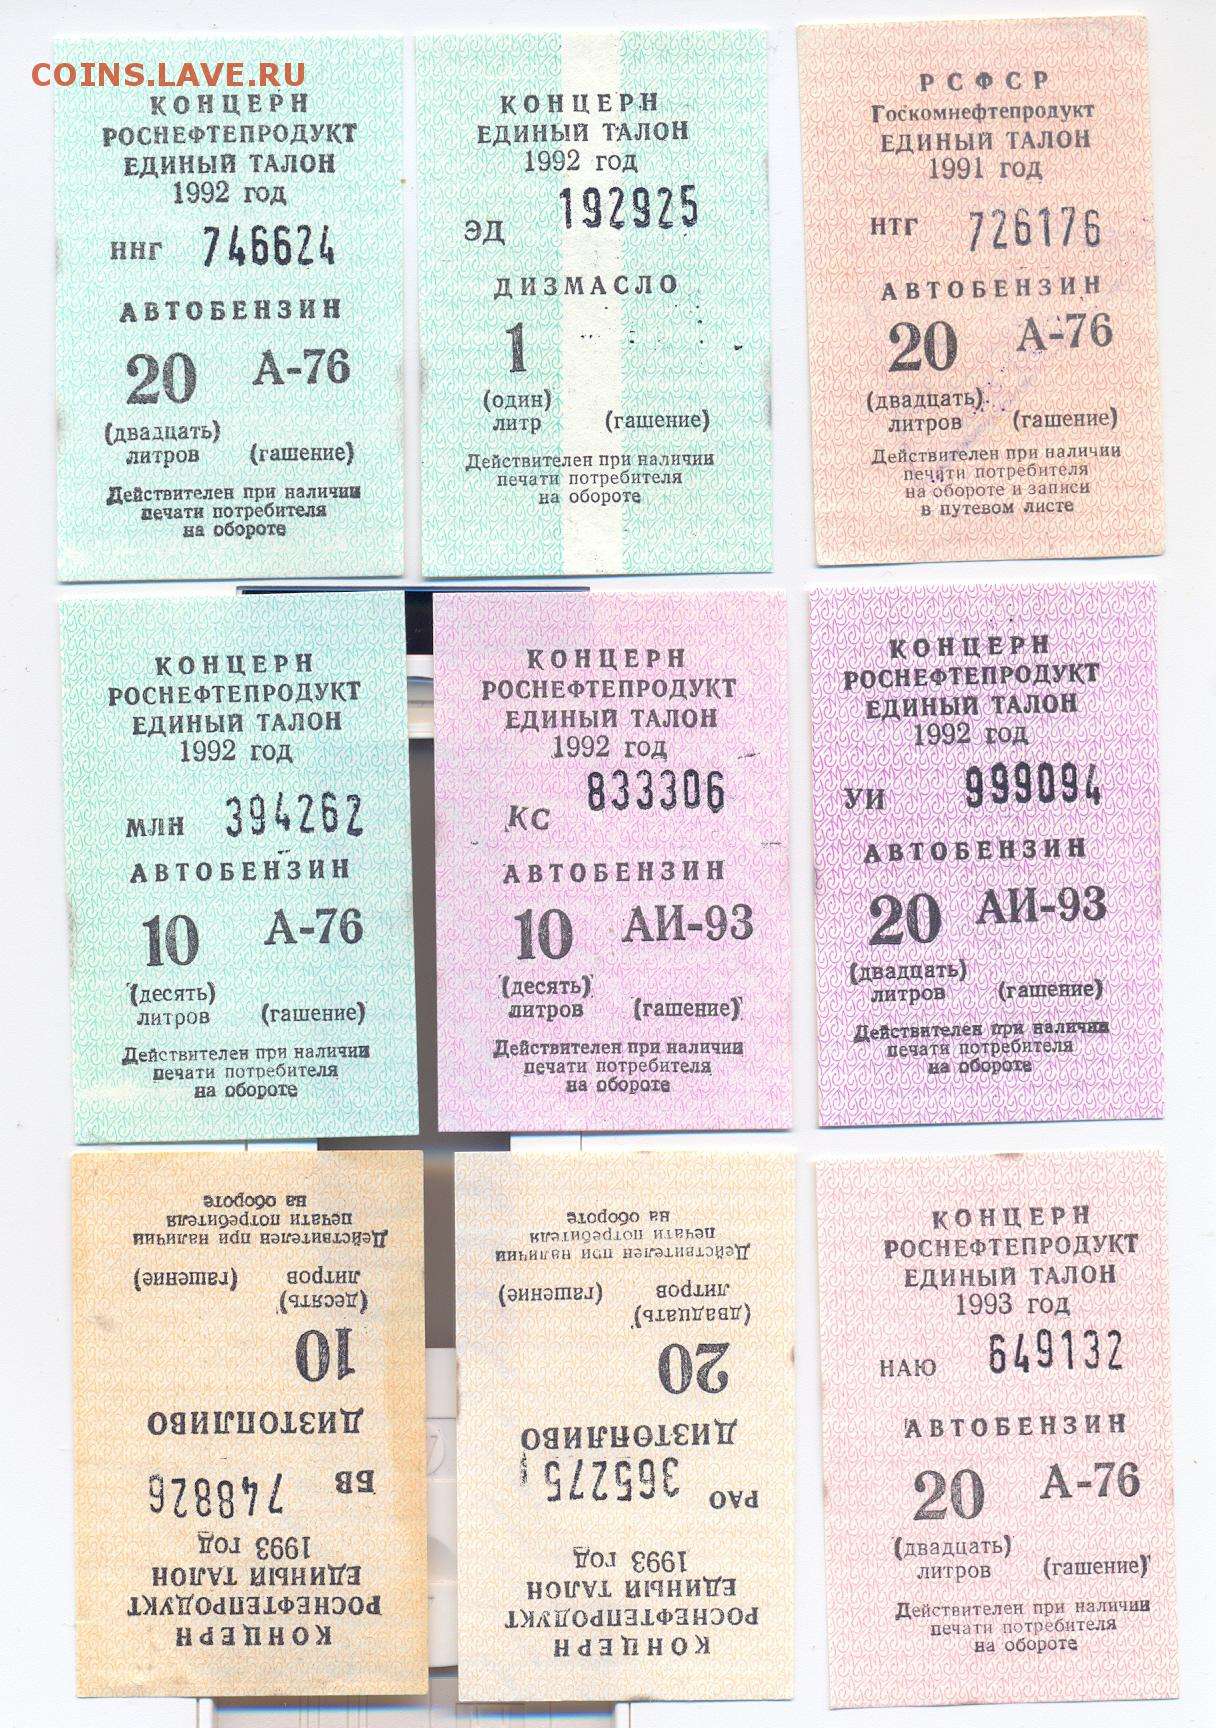 COINS.LAVE.RU
КОНЦЕРН
РОСНЕФТЕПРОДУКТ
ЕДИНЫЙ ТАЛОН
1992 год
ННГ 746624
АВТОБЕНЗИН
20 А-76
(двадцать)
литров (гашение)
Действителен при наличии
печати потребителя
на обороте
КОНЦЕРН
ЕДИНЫЙ ТАЛОН
1992 год
ЭД 192925
ДИЗМАСЛО
1
(один)
литр (гашение)
Действителен при наличии
печати потребителя
на обороте
РСФСР
Госкомнефтепродукт
ЕДИНЫЙ ТАЛОН
1991 год
НТГ 726176
АВТОБЕНЗИН
20 А-76
(двадцать)
литров (гашение)
Действителен при наличии
печати потребителя
на обороте и записи
в путевом листе
КОНЦЕРН
РОСНЕФТЕПРОДУКТ
ЕДИНЫЙ ТАЛОН
1992 год
МЛН 394262
АВТОБЕНЗИН
10 А-76
(десять)
литров (гашение)
Действителен при наличии
печати потребителя
на обороте
КОНЦЕРН
РОСНЕФТЕПРОДУКТ
ЕДИНЫЙ ТАЛОН
1992 год
КС 833306
АВТОБЕНЗИН
10 АИ-93
(десять)
литров (гашение)
Действителен при наличии
печати потребителя
на обороте
КОНЦЕРН
РОСНЕФТЕПРОДУКТ
ЕДИНЫЙ ТАЛОН
1992 год
УИ 999094
АВТОБЕНЗИН
20 АИ-93
(двадцать)
литров (гашение)
Действителен при наличии
печати потребителя
на обороте
КОНЦЕРН
РОСНЕФТЕПРОДУКТ
ЕДИНЫЙ ТАЛОН
1993 год
БВ 748826
ДИЗТОПЛИВО
10
(десять)
литров (гашение)
Действителен при наличии
печати потребителя
на обороте
КОНЦЕРН
РОСНЕФТЕПРОДУКТ
ЕДИНЫЙ ТАЛОН
1993 год
РАО 365275
ДИЗТОПЛИВО
20
(двадцать)
литров (гашение)
Действителен при наличии
печати потребителя
на обороте
КОНЦЕРН
РОСНЕФТЕПРОДУКТ
ЕДИНЫЙ ТАЛОН
1993 год
НАЮ 649132
АВТОБЕНЗИН
20 А-76
(двадцать)
литров (гашение)
Действителен при наличии
печати потребителя
на обороте